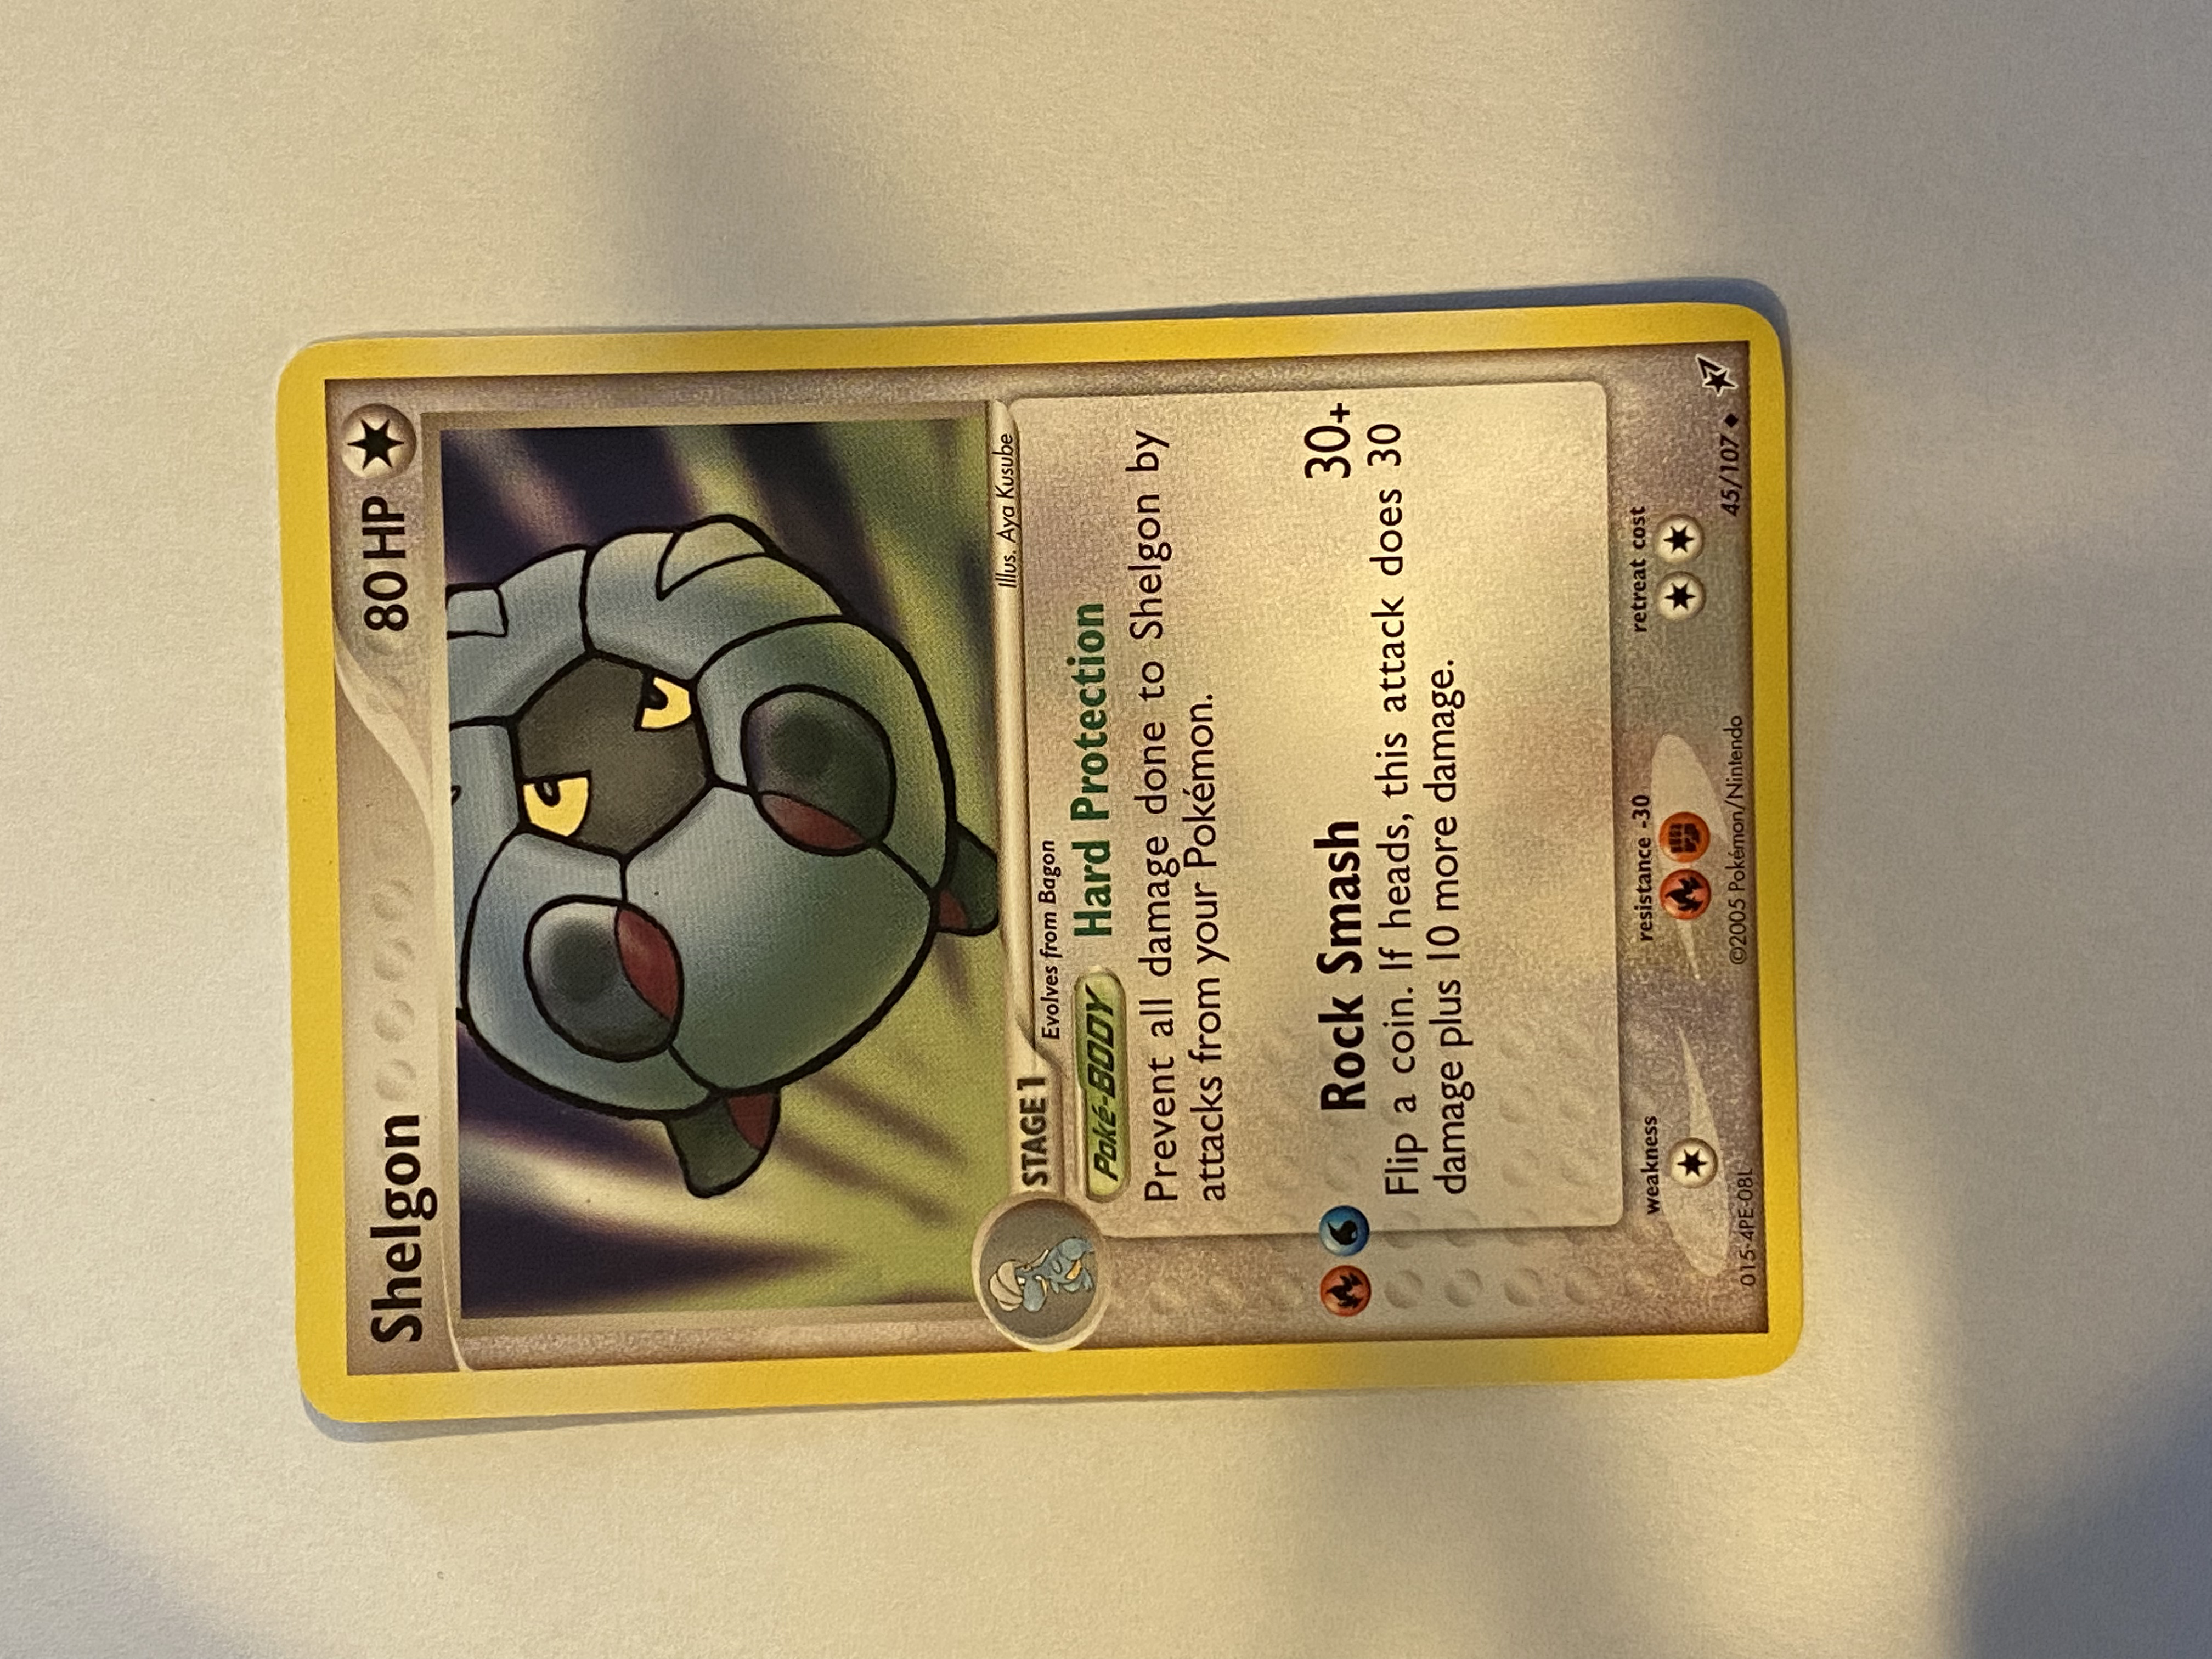 Shelgon 80 HP
Illus. Aya Kusube
STAGE 1
Evolves from Bagon
Poké-BODY Hard Protection
Prevent all damage done to Shelgon by
attacks from your Pokémon.
Rock Smash 30+
Flip a coin. If heads, this attack does 30
damage plus 10 more damage.
weakness resistance -30 retreat cost
015-4PE-08L ©2005 Pokémon/Nintendo 45/107